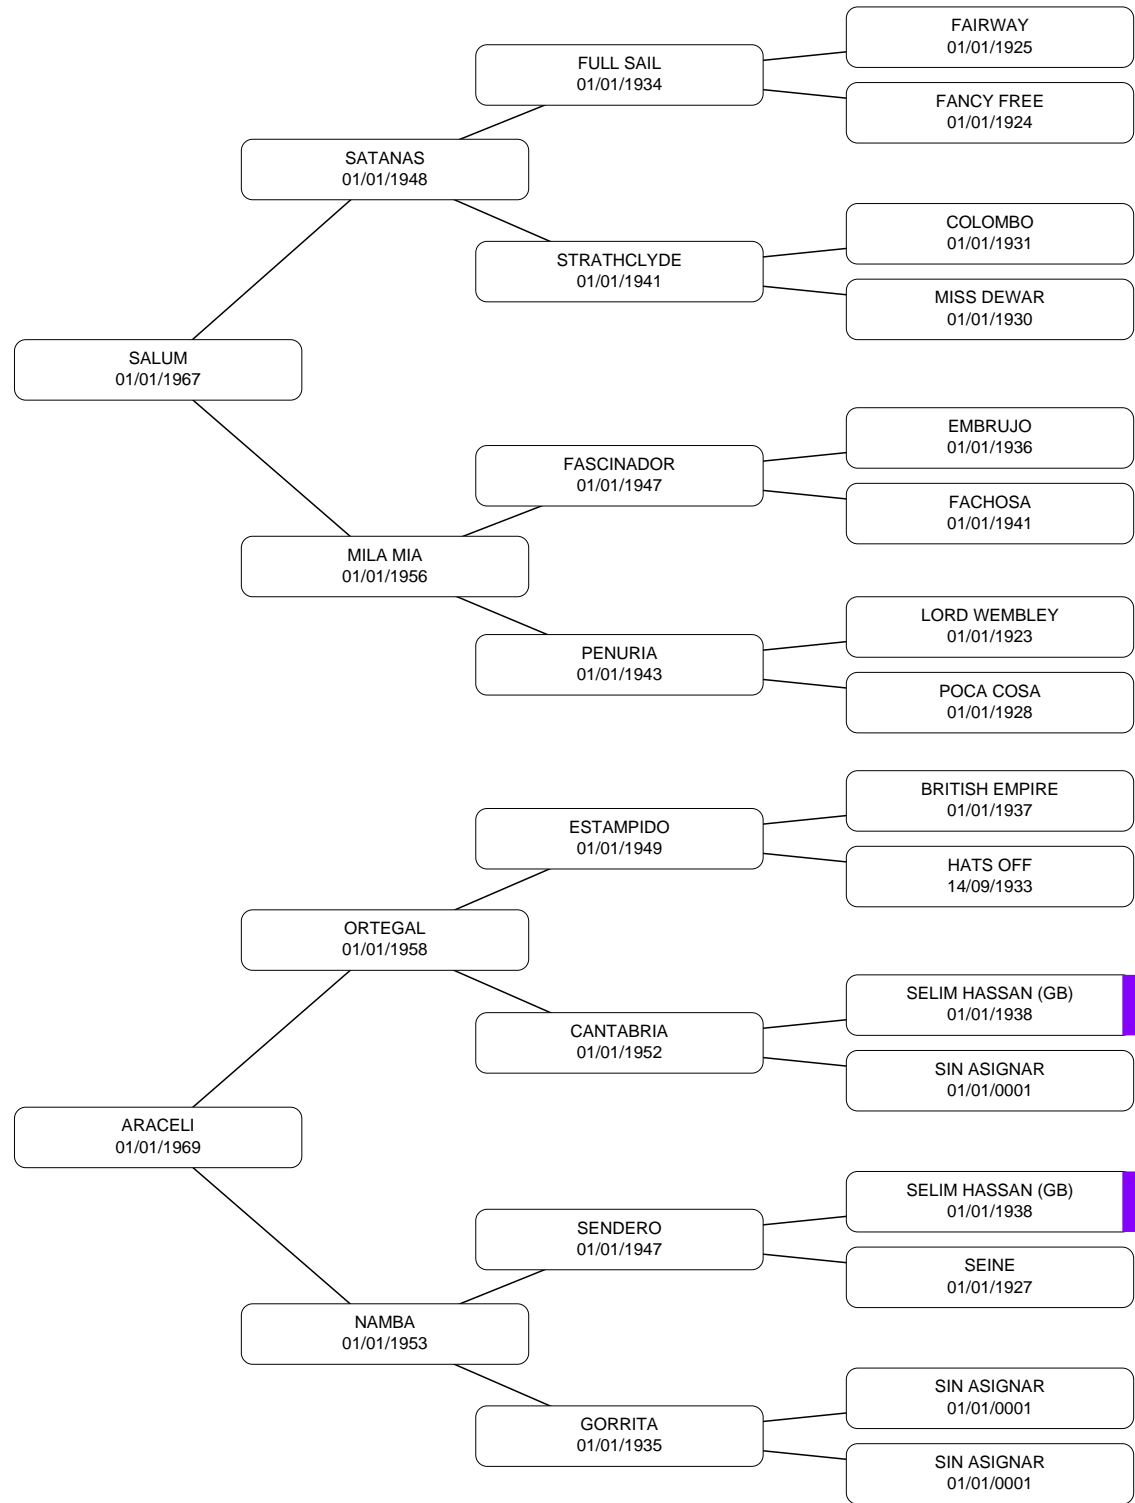 FAIRWAY
01/01/1925
FULL SAIL
01/01/1934
FANCY FREE
01/01/1924
SATANAS
01/01/1948
COLOMBO
01/01/1931
STRATHCLYDE
01/01/1941
MISS DEWAR
01/01/1930
SALUM
01/01/1967
EMBRUJO
01/01/1936
FASCINADOR
01/01/1947
FACHOSA
01/01/1941
MILA MIA
01/01/1956
LORD WEMBLEY
01/01/1923
PENURIA
01/01/1943
POCA COSA
01/01/1928
BRITISH EMPIRE
01/01/1937
ESTAMPIDO
01/01/1949
HATS OFF
14/09/1933
ORTEGAL
01/01/1958
SELIM HASSAN (GB)
01/01/1938
CANTABRIA
01/01/1952
SIN ASIGNAR
01/01/0001
ARACELI
01/01/1969
SELIM HASSAN (GB)
01/01/1938
SENDERO
01/01/1947
SEINE
01/01/1927
NAMBA
01/01/1953
SIN ASIGNAR
01/01/0001
GORRITA
01/01/1935
SIN ASIGNAR
01/01/0001